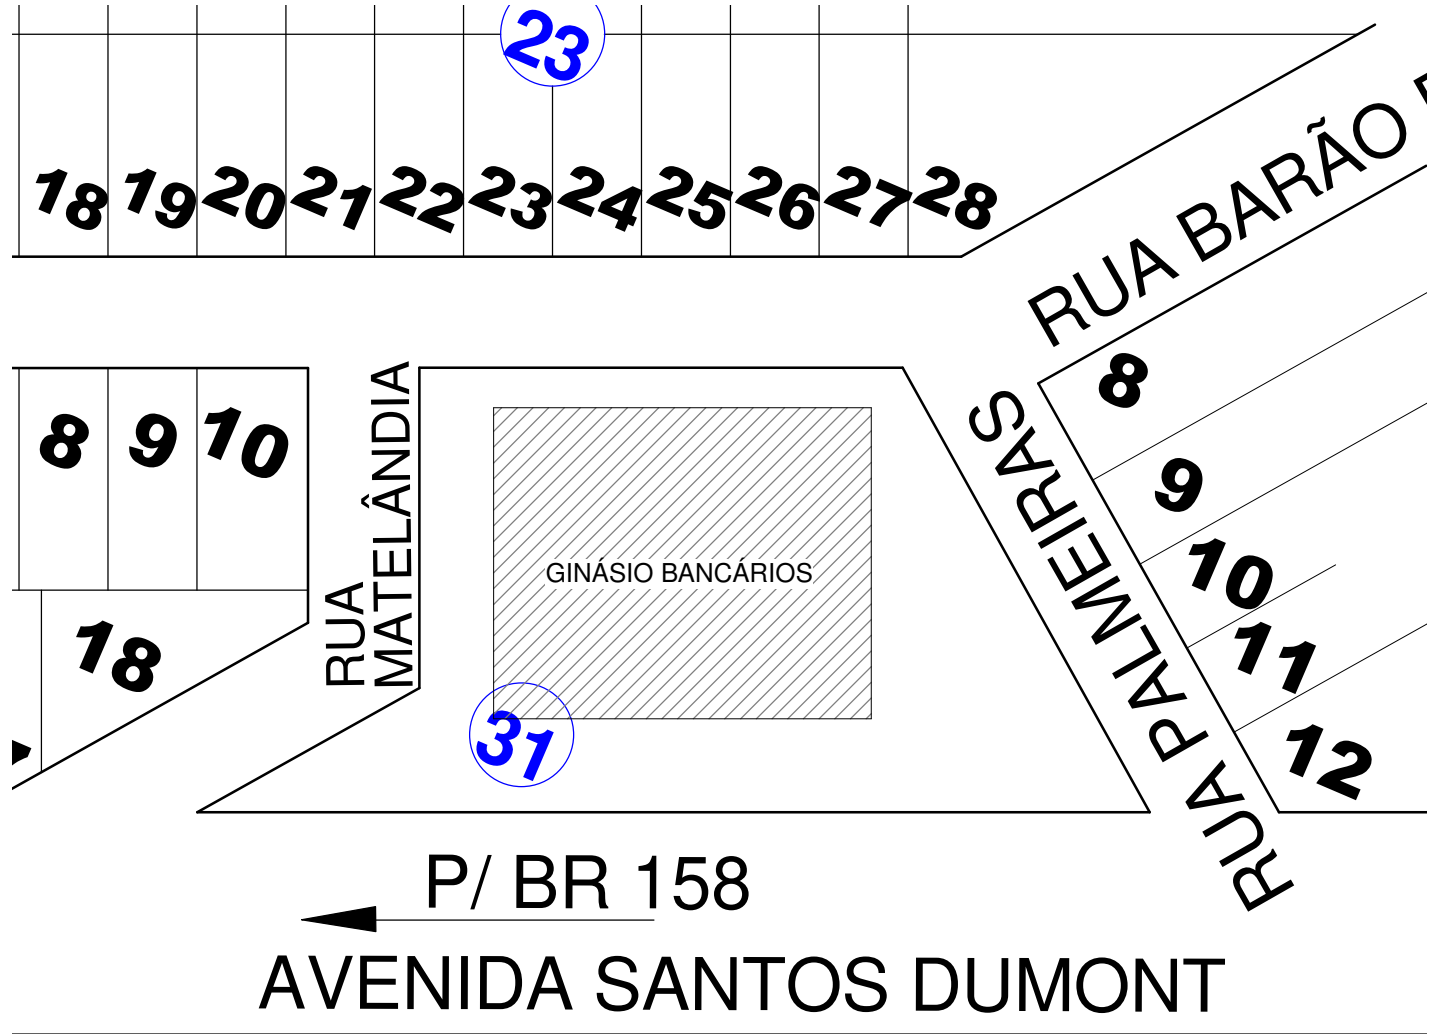 23
18 19 20 21 22 23 24 25 26 27 28
RUA BARÃO
8 9 10
RUA
MATELÂNDIA
18
GINÁSIO BANCÁRIOS
31
RUA PALMEIRAS
8
9
10
11
12
P/ BR 158
AVENIDA SANTOS DUMONT